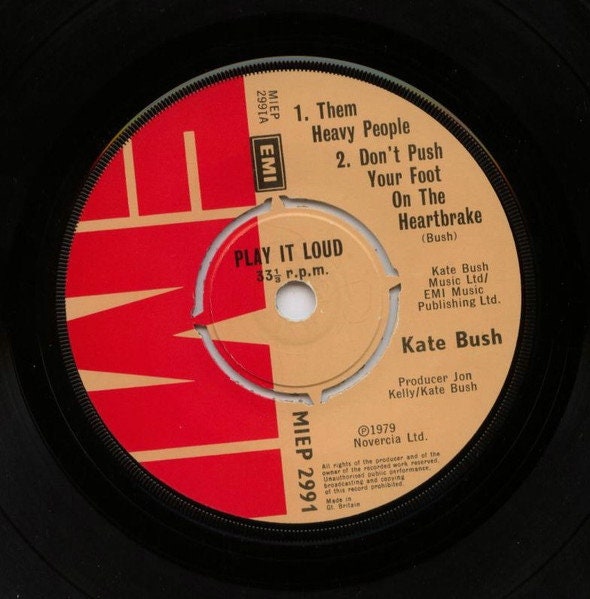 MIEP
2991A
EMI
EMI
1. Them
Heavy People
2. Don't Push
Your Foot
On The
Heartbrake
(Bush)
PLAY IT LOUD
33⅓ r.p.m.
Kate Bush
Music Ltd/
EMI Music
Publishing Ltd.
Kate Bush
Producer Jon
Kelly/Kate Bush
℗1979
Novercia Ltd.
MIEP 2991
All rights of the producer and of the
owner of the recorded work reserved.
Unauthorised public performance,
broadcasting and copying
of this record prohibited
Made in
Gt. Britain